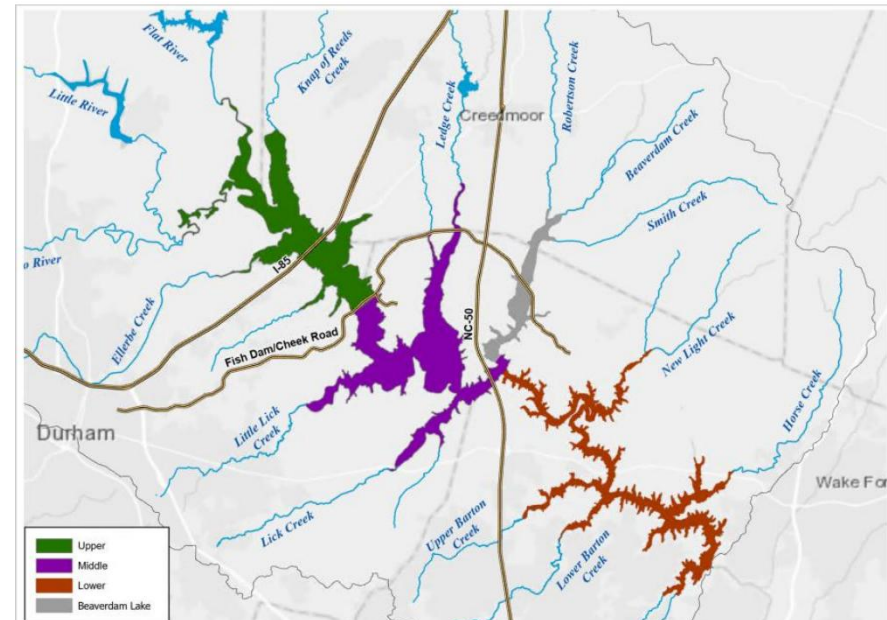 Flat River
Knap of Reeds
Creek
Little River
Ledge Creek
Creedmoor
Robertson Creek
Beaverdam Creek
Smith Creek
o River
I-85
Ellerbe Creek
Fish Dam/Cheek Road
NC-50
New Light Creek
Horse Creek
Little Lick
Creek
Durham
Wake For
Lick Creek
Upper Barton
Creek
Lower Barton
Creek
Upper
Middle
Lower
Beaverdam Lake